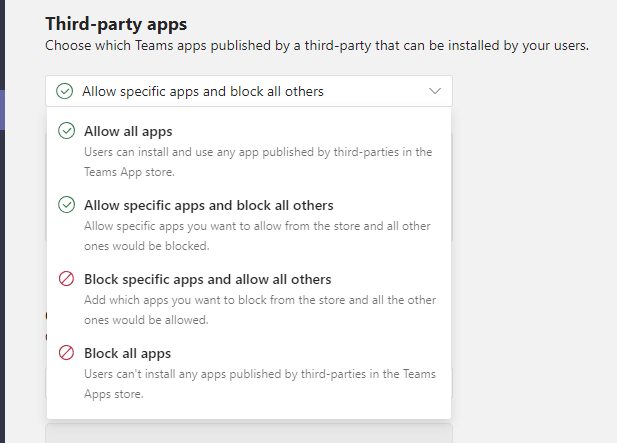 Third-party apps
Choose which Teams apps published by a third-party that can be installed by your users.
Allow specific apps and block all others
Allow all apps
Users can install and use any app published by third-parties in the
Teams App store.
Allow specific apps and block all others
Allow specific apps you want to allow from the store and all other
ones would be blocked.
Block specific apps and allow all others
Add which apps you want to block from the store and all the other
ones would be allowed.
Block all apps
Users can't install any apps published by third-parties in the Teams
Apps store.